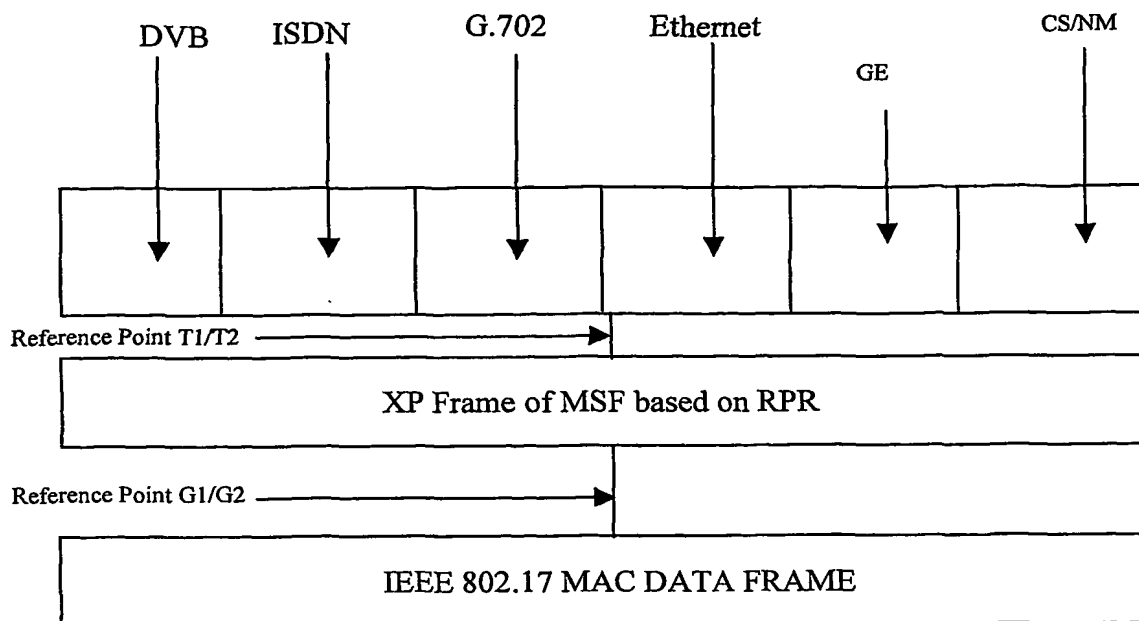 DVB ISDN G.702 Ethernet CS/NM
GE
Reference Point T1/T2
XP Frame of MSF based on RPR
Reference Point G1/G2
IEEE 802.17 MAC DATA FRAME